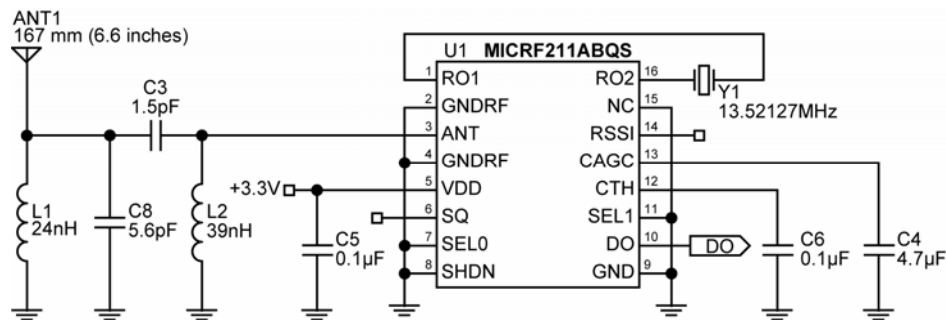 ANT1
167 mm (6.6 inches)
C3
1.5pF
L1
24nH
C8
5.6pF
L2
39nH
+3.3V
C5
0.1µF
U1 MICRF211ABQS
1 RO1 RO2 16
2 GNDRF NC 15
3 ANT RSSI 14
4 GNDRF CAGC 13
5 VDD CTH 12
6 SQ SEL1 11
7 SEL0 DO 10
8 SHDN GND 9
Y1
13.52127MHz
DO
C6
0.1µF
C4
4.7µF